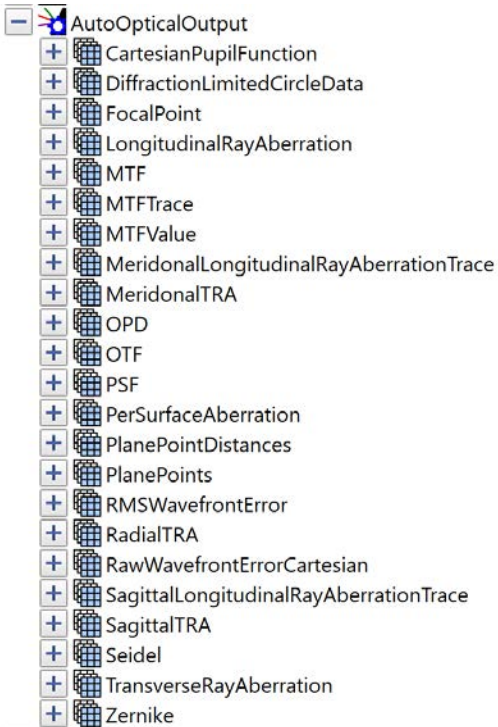 AutoOpticalOutput
CartesianPupilFunction
DiffractionLimitedCircleData
FocalPoint
LongitudinalRayAberration
MTF
MTFTrace
MTFValue
MeridonalLongitudinalRayAberrationTrace
MeridonalTRA
OPD
OTF
PSF
PerSurfaceAberration
PlanePointDistances
PlanePoints
RMSWavefrontError
RadialTRA
RawWavefrontErrorCartesian
SagittalLongitudinalRayAberrationTrace
SagittalTRA
Seidel
TransverseRayAberration
Zernike